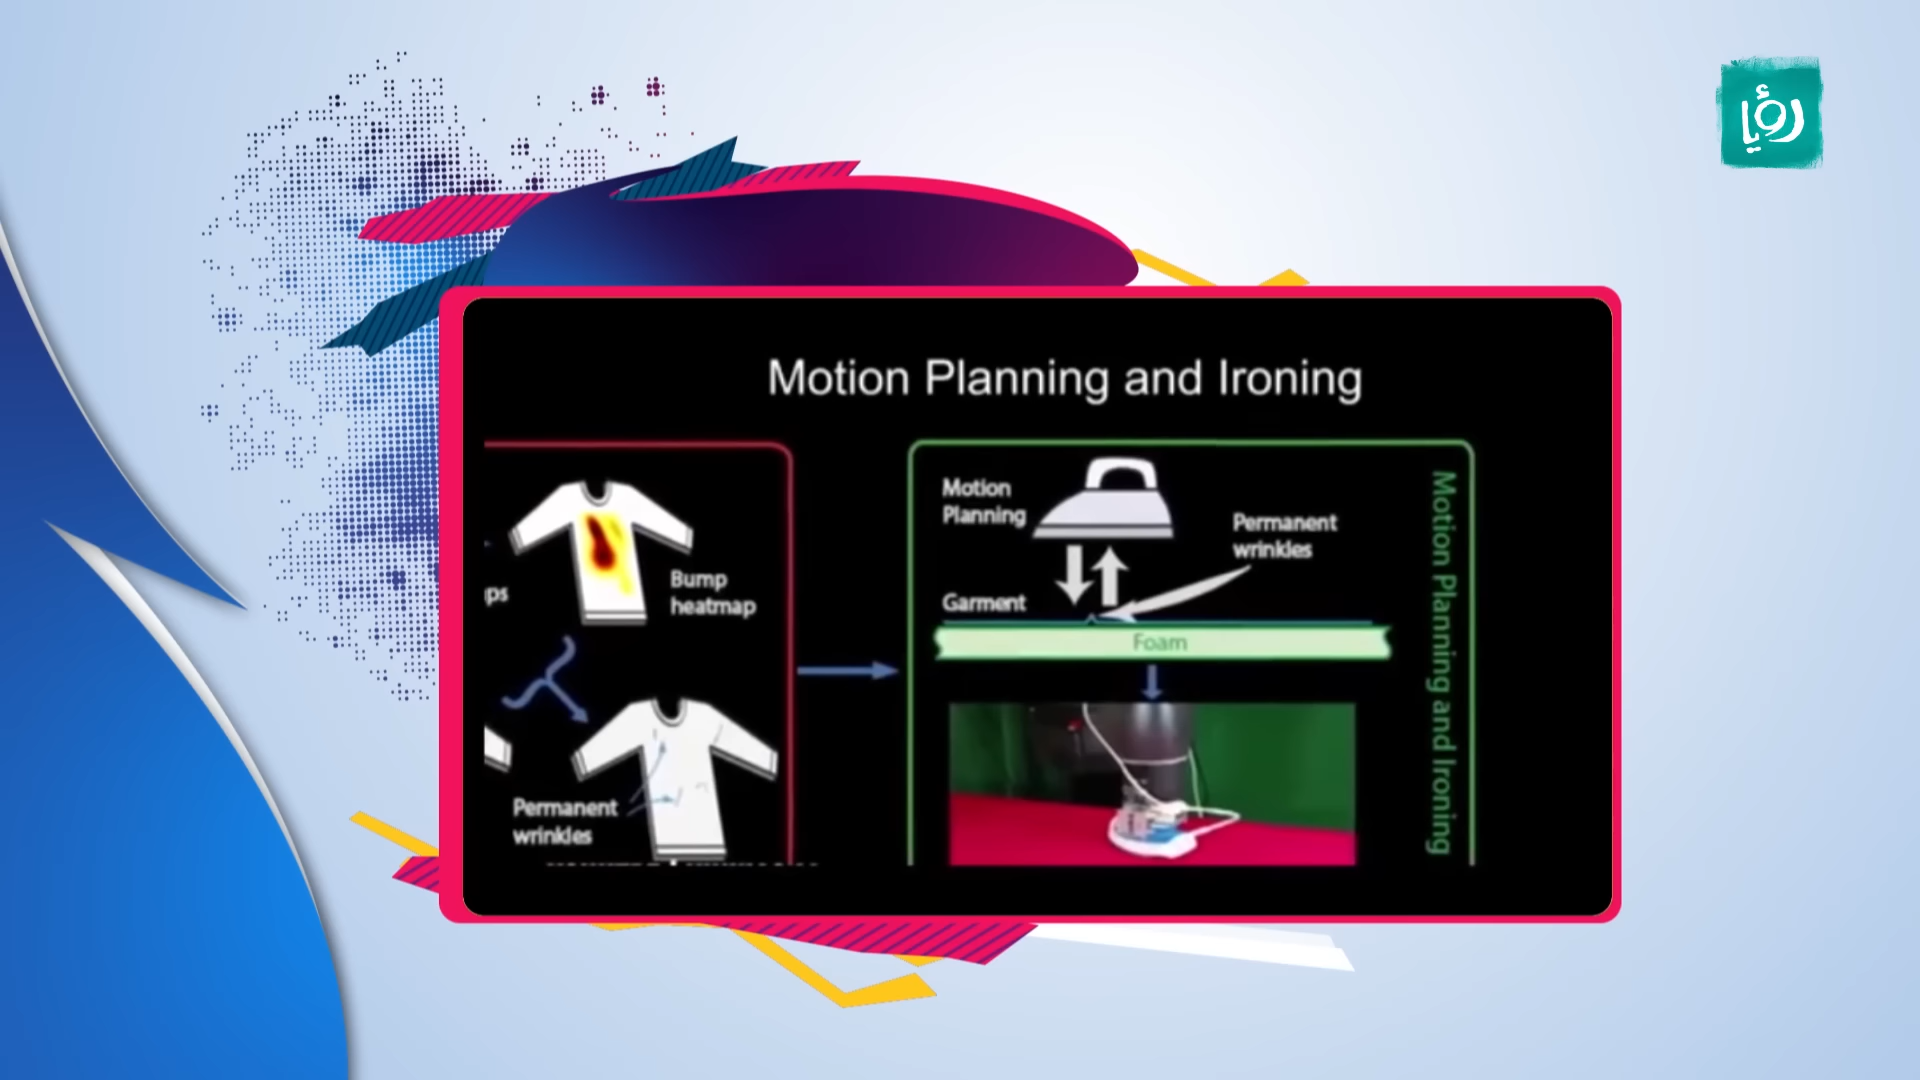 رؤيا
Motion Planning and Ironing
Motion
Planning
Permanent
wrinkles
Bump
heatmap
ps
Garment
Foam
Permanent
wrinkles
Motion Planning and Ironing